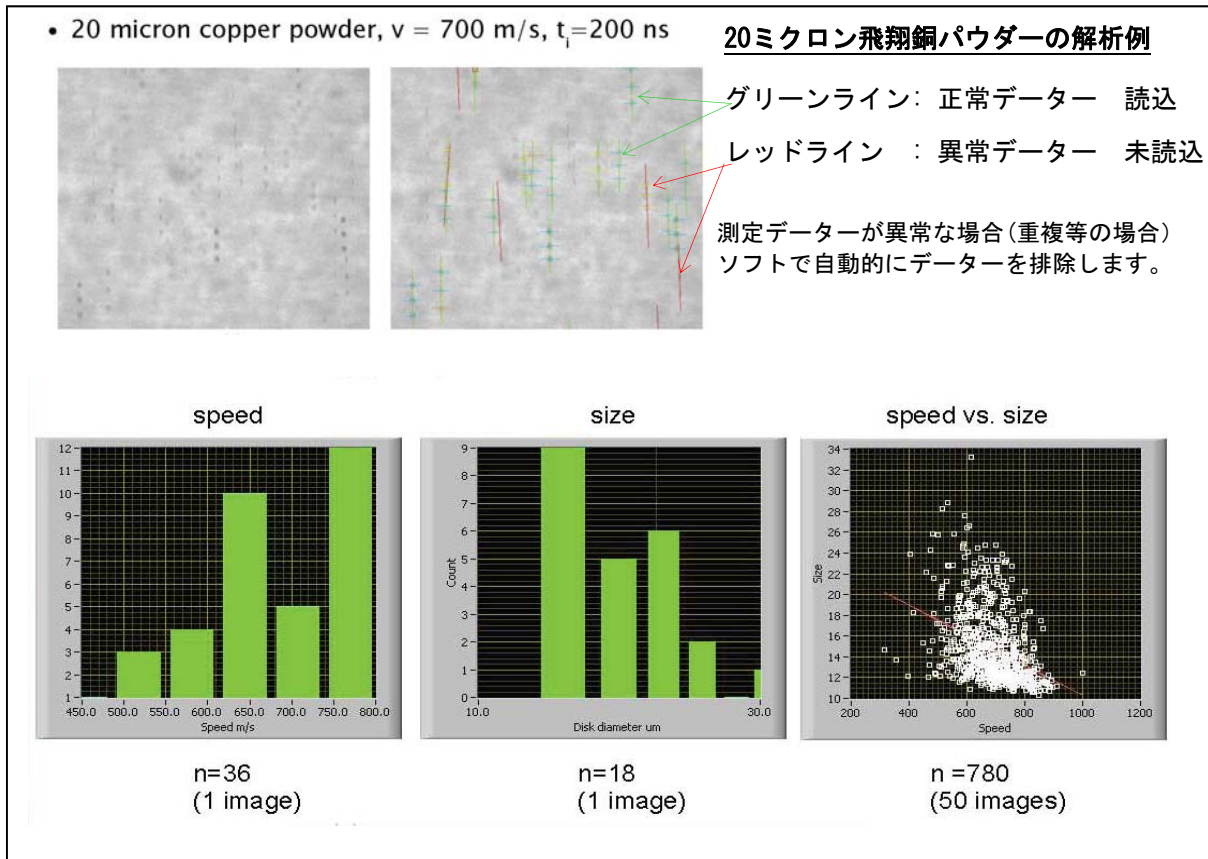 • 20 micron copper powder, v = 700 m/s, ti=200 ns
20ミクロン飛翔銅パウダーの解析例
グリーンライン: 正常データー 読込
レッドライン : 異常データー 未読込
測定データーが異常な場合(重複等の場合)
ソフトで自動的にデーターを排除します。
speed
12
11
10
9
8
7
6
5
4
3
2
1
450.0 500.0 550.0 600.0 650.0 700.0 750.0 800.0
Speed m/s
n=36
(1 image)
size
Count
9
8
7
6
5
4
3
2
1
0
10.0 30.0
Disk diameter um
n=18
(1 image)
speed vs. size
Size
34
32
30
28
26
24
22
20
18
16
14
12
10
200 400 600 800 1000 1200
Speed
n =780
(50 images)